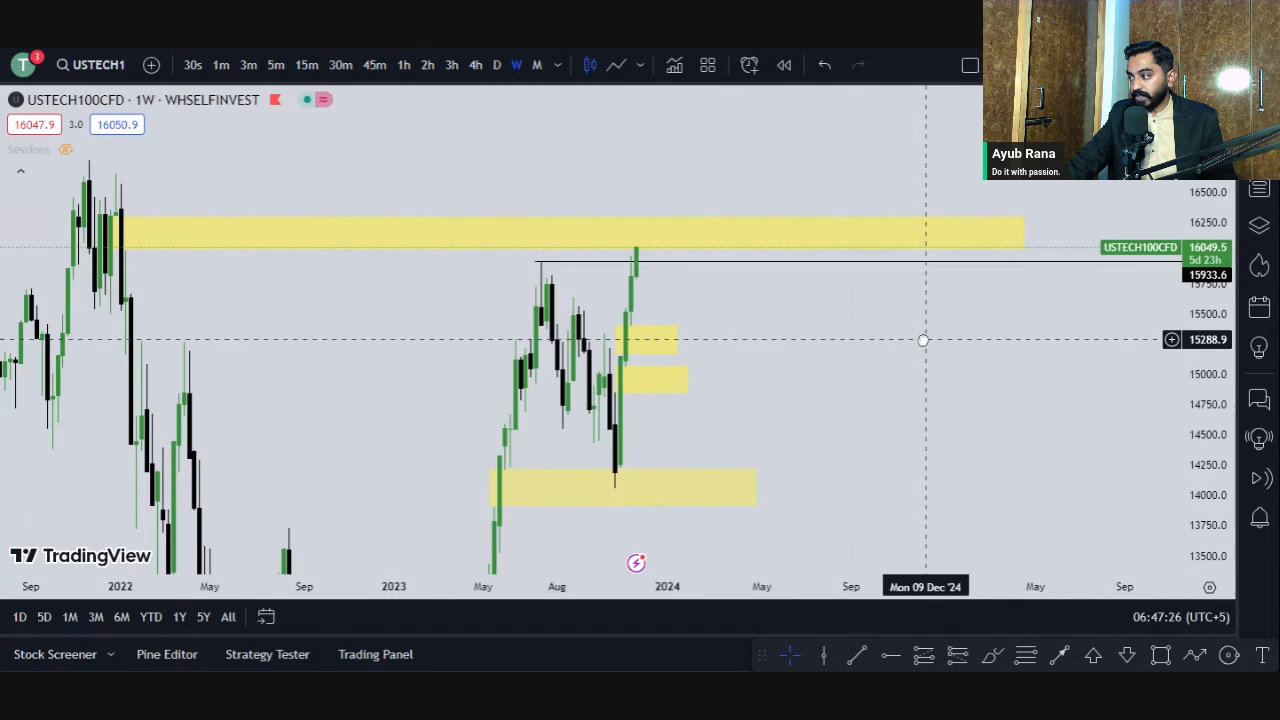 T 3 USTECH1 30s 1m 3m 5m 15m 30m 45m 1h 2h 3h 4h D W M
USTECH100CFD · 1W · WHSELFINVEST
16047.9 3.0 16050.9
Sessions
Ayub Rana
Do it with passion.
16500.0
16250.0
USTECH100CFD 16049.5
5d 23h
15933.6
15750.0
15500.0
15288.9
15000.0
14750.0
14500.0
14250.0
14000.0
13750.0
13500.0
TradingView
Sep 2022 May Sep 2023 May Aug 2024 May Sep Mon 09 Dec '24 May Sep
1D 5D 1M 3M 6M YTD 1Y 5Y All 06:47:26 (UTC+5)
Stock Screener Pine Editor Strategy Tester Trading Panel